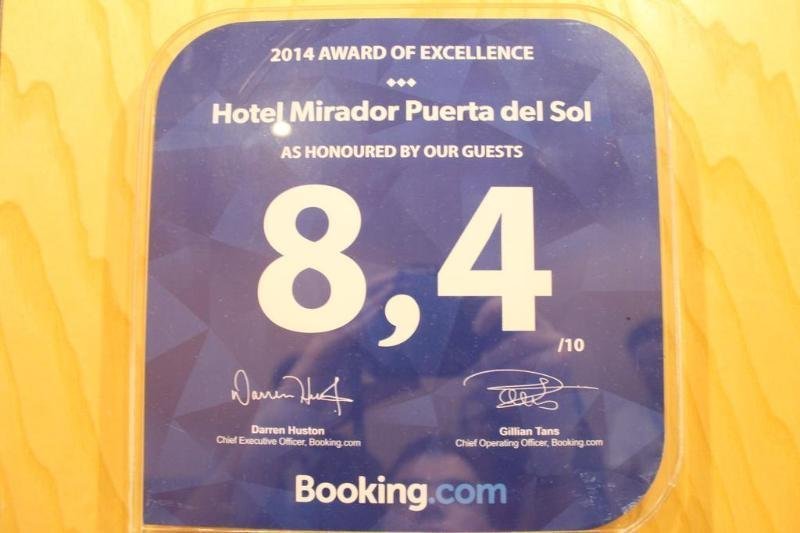 2014 AWARD OF EXCELLENCE
Hotel Mirador Puerta del Sol
AS HONOURED BY OUR GUESTS
8,4
/10
Darren Huston
Gillian Tans
Chief Executive Officer, Booking.com
Chief Operating Officer, Booking.com
Booking.com